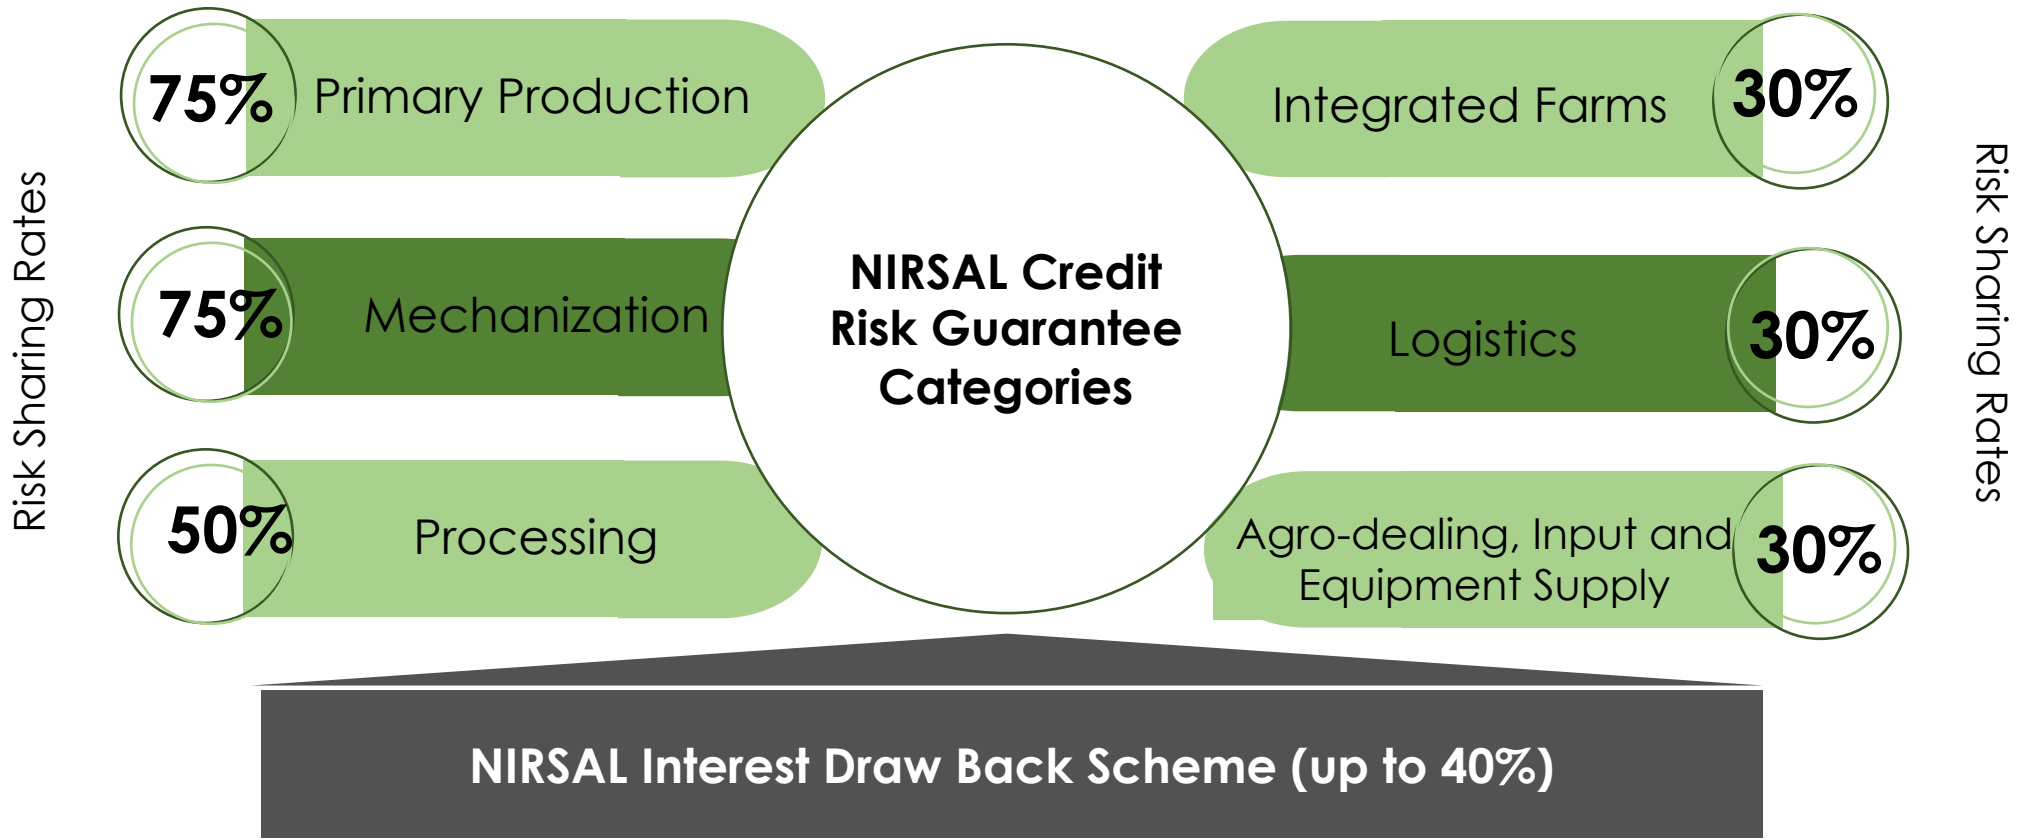 Risk Sharing Rates
75%
Primary Production
75%
Mechanization
50%
Processing
NIRSAL Credit
Risk Guarantee
Categories
Integrated Farms
30%
Logistics
30%
Agro-dealing, Input and
Equipment Supply
30%
Risk Sharing Rates
NIRSAL Interest Draw Back Scheme (up to 40%)